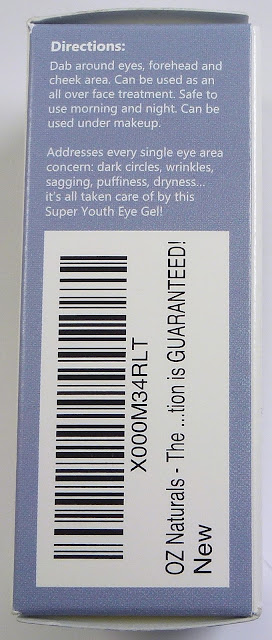 Directions:
Dab around eyes, forehead and
cheek area. Can be used as an
all over face treatment. Safe to
use morning and night. Can be
used under makeup.
Addresses every single eye area
concern: dark circles, wrinkles,
sagging, puffiness, dryness...
it's all taken care of by this
Super Youth Eye Gel!
X000M34RLT
OZ Naturals - The ....tion is GUARANTEED!
New